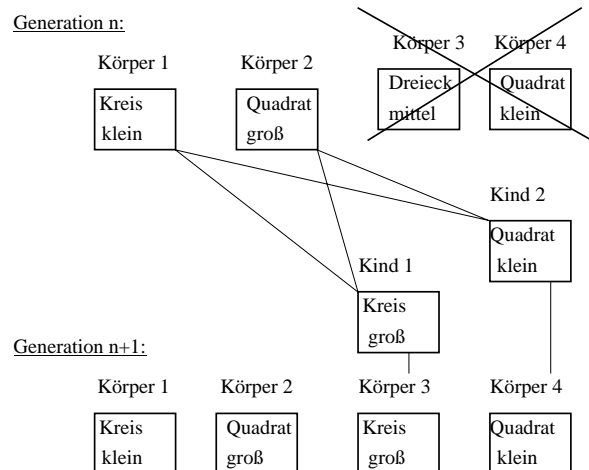 Generation n:
Körper 3 Körper 4
Körper 1 Körper 2
Dreieck
mittel
Quadrat
klein
Kreis
klein
Quadrat
groß
Kind 2
Quadrat
klein
Kind 1
Kreis
groß
Generation n+1:
Körper 1 Körper 2 Körper 3 Körper 4
Kreis
klein
Quadrat
groß
Kreis
groß
Quadrat
klein